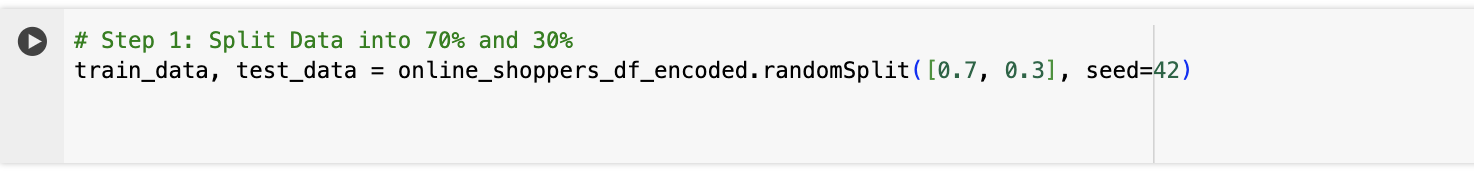 # Step 1: Split Data into 70% and 30%
train_data, test_data = online_shoppers_df_encoded.randomSplit([0.7, 0.3], seed=42)